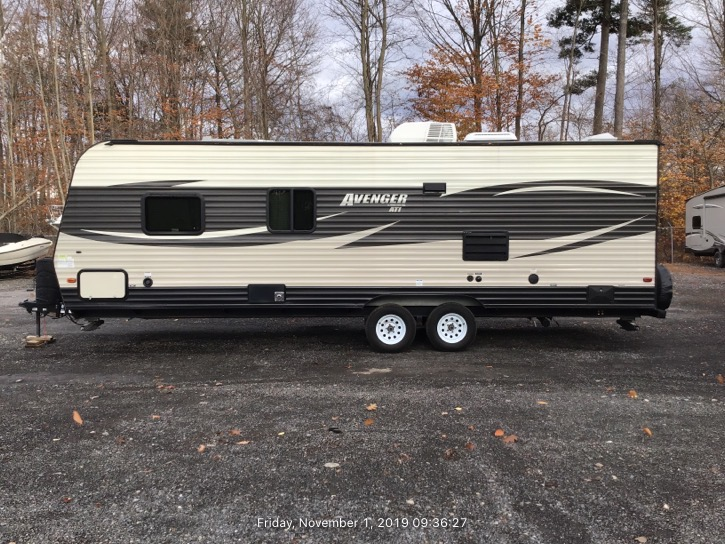 AVENGER
ATI
Friday, November 1, 2019 09:36:27